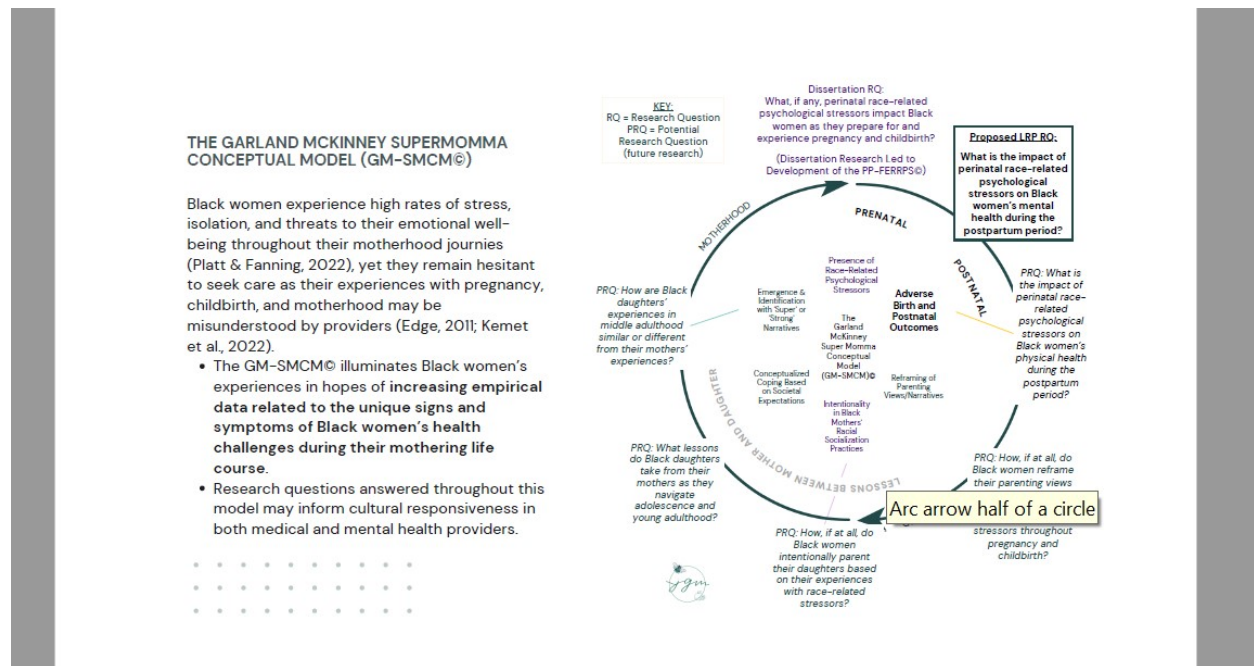 THE GARLAND MCKINNEY SUPERMOMMA
CONCEPTUAL MODEL (GM-SMCM©)
Black women experience high rates of stress,
isolation, and threats to their emotional well-
being throughout their motherhood journies
(Platt & Fanning, 2022), yet they remain hesitant
to seek care as their experiences with pregnancy,
childbirth, and motherhood may be
misunderstood by providers (Edge, 2011; Kemet
et al., 2022).
• The GM-SMCM© illuminates Black women's
experiences in hopes of increasing empirical
data related to the unique signs and
symptoms of Black women's health
challenges during their mothering life
course.
• Research questions answered throughout this
model may inform cultural responsiveness in
both medical and mental health providers.
KEY:
RQ = Research Question
PRQ = Potential
Research Question
(future research)
Dissertation RQ:
What, if any, perinatal race-related
psychological stressors impact Black
women as they prepare for and
experience pregnancy and childbirth?
(Dissertation Research Led to
Development of the PP-FERRPS©)
Proposed LRP RQ:
What is the impact of
perinatal race-related
psychological
stressors on Black
women's mental
health during the
postpartum period?
MOTHERHOOD
PRENATAL
POSTNATAL
PRQ: What is
the impact of
perinatal race-
related
psychological
stressors on
Black women's
physical health
during the
postpartum
period?
PRQ: How are Black
daughters'
experiences in
middle adulthood
similar or different
from their mothers'
experiences?
Presence of
Race-Related
Psychological
Stressors
Emergence &
Identification
with 'Super' or
'Strong'
Narratives
Adverse
Birth and
Postnatal
Outcomes
The
Garland
McKinney
Super Momma
Conceptual
Model
(GM-SMCM)©
Conceptualized
Coping Based
on Societal
Expectations
Reframing of
Parenting
Views/Narratives
Intentionality
in Black
Mothers'
Racial
Socialization
Practices
LESSONS BETWEEN MOTHER AND DAUGHTER
PRQ: What lessons
do Black daughters
take from their
mothers as they
navigate
adolescence and
young adulthood?
PRQ: How, if at all, do
Black women reframe
their parenting views
Arc arrow half of a circle
stressors throughout
pregnancy and
childbirth?
PRQ: How, if at all, do
Black women
intentionally parent
their daughters based
on their experiences
with race-related
stressors?
ygm